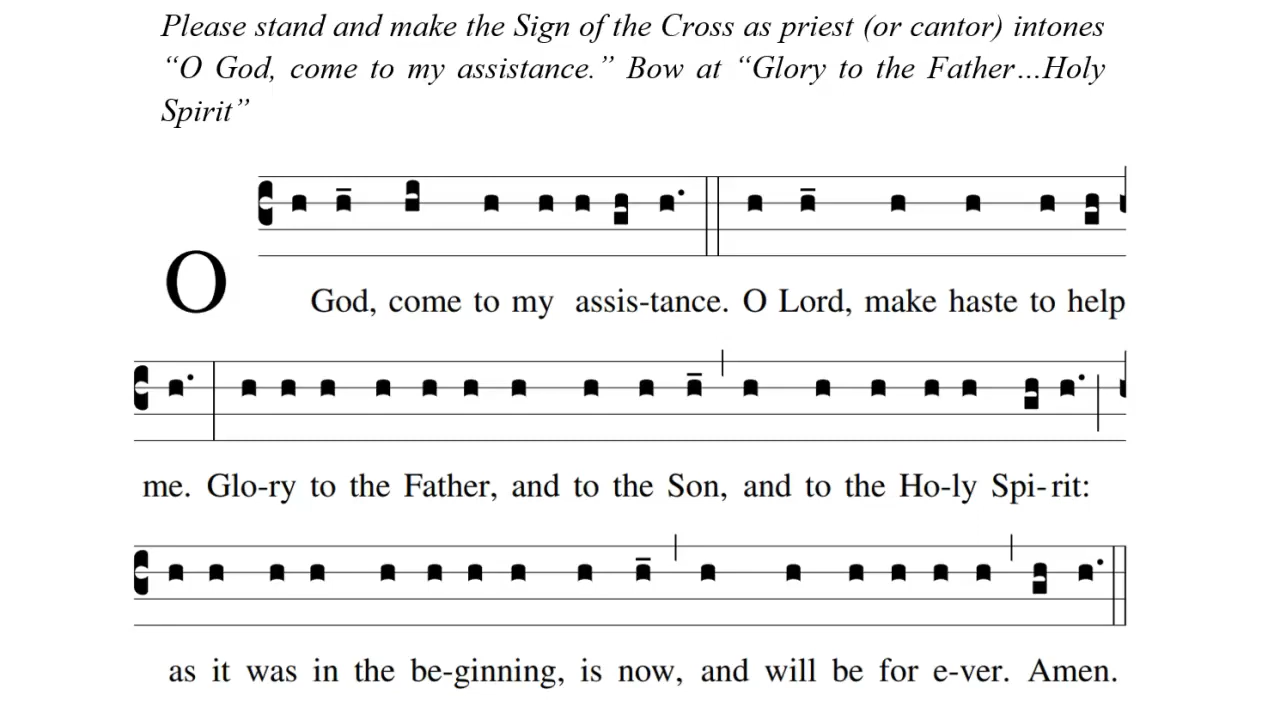 Please stand and make the Sign of the Cross as priest (or cantor) intones
“O God, come to my assistance.” Bow at “Glory to the Father…Holy
Spirit”
O God, come to my assis-tance. O Lord, make haste to help
me. Glo-ry to the Father, and to the Son, and to the Ho-ly Spi-rit:
as it was in the be-ginning, is now, and will be for e-ver. Amen.